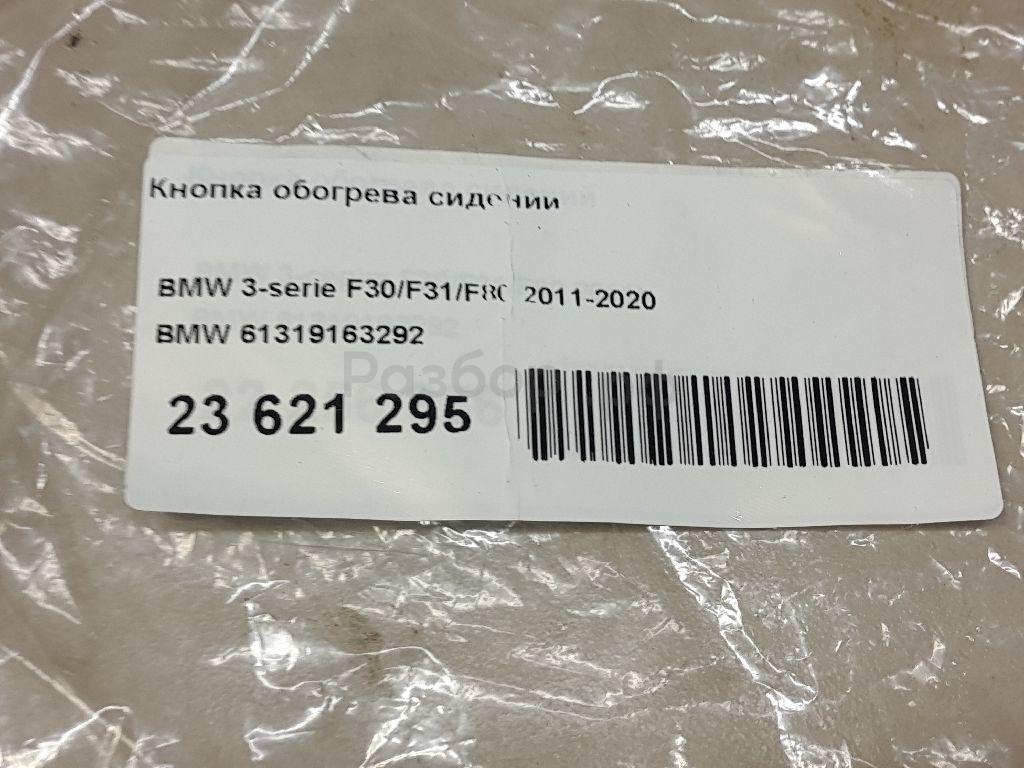 Кнопка обогрева сидении
BMW 3-serie F30/F31/F80 2011-2020
BMW 61319163292
23 621 295